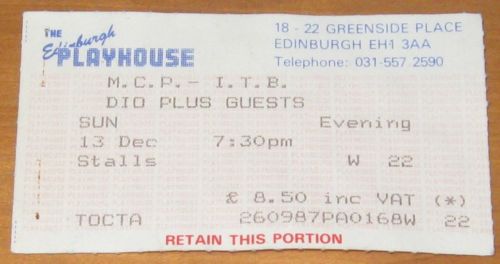 THE
Edinburgh
PLAYHOUSE
18 - 22 GREENSIDE PLACE
EDINBURGH EH1 3AA
Telephone: 031-557 2590
M.C.P.- I.T.B.
DIO PLUS GUESTS
SUN Evening
13 Dec 7:30pm
Stalls W 22
£ 8.50 inc VAT (*)
TOCTA 260987PA0168W 22
RETAIN THIS PORTION